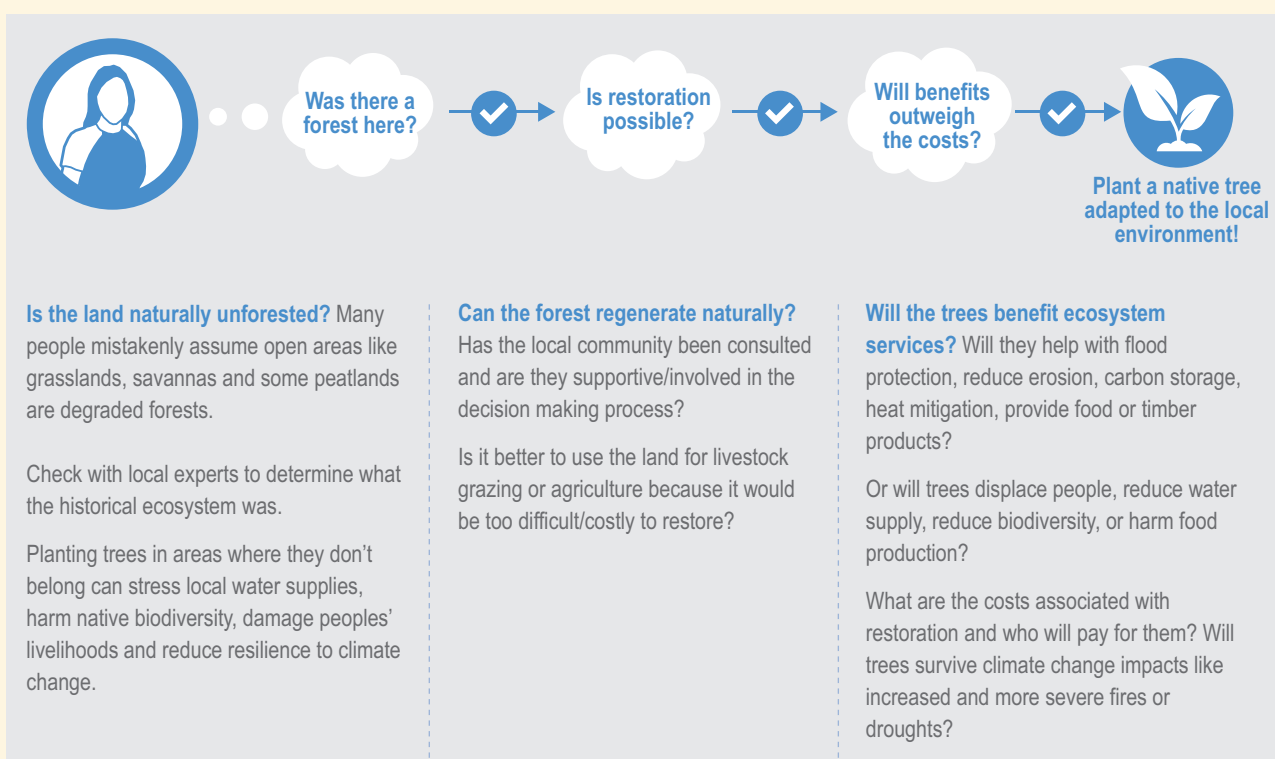 Was there a
forest here?
Is restoration
possible?
Will benefits
outweigh
the costs?
Plant a native tree
adapted to the local
environment!
Is the land naturally unforested? Many
people mistakenly assume open areas like
grasslands, savannas and some peatlands
are degraded forests.
Check with local experts to determine what
the historical ecosystem was.
Planting trees in areas where they don’t
belong can stress local water supplies,
harm native biodiversity, damage peoples’
livelihoods and reduce resilience to climate
change.
Can the forest regenerate naturally?
Has the local community been consulted
and are they supportive/involved in the
decision making process?
Is it better to use the land for livestock
grazing or agriculture because it would
be too difficult/costly to restore?
Will the trees benefit ecosystem
services? Will they help with flood
protection, reduce erosion, carbon storage,
heat mitigation, provide food or timber
products?
Or will trees displace people, reduce water
supply, reduce biodiversity, or harm food
production?
What are the costs associated with
restoration and who will pay for them? Will
trees survive climate change impacts like
increased and more severe fires or
droughts?